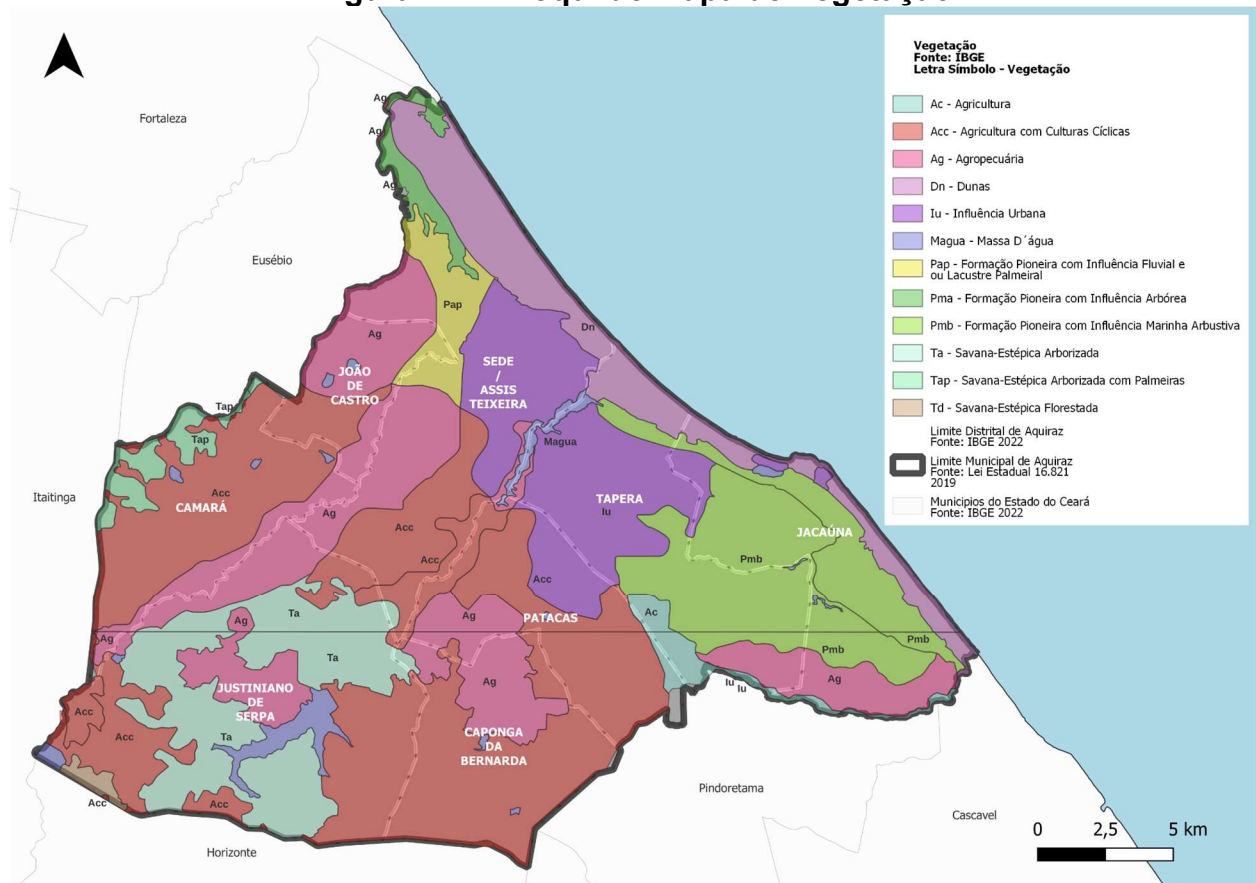 Vegetação
Fonte: IBGE
Letra Símbolo - Vegetação
Ac - Agricultura
Acc - Agricultura com Culturas Cíclicas
Ag - Agropecuária
Dn - Dunas
Iu - Influência Urbana
Magua - Massa D´água
Pap - Formação Pioneira com Influência Fluvial e
ou Lacustre Palmeiral
Pma - Formação Pioneira com Influência Arbórea
Pmb - Formação Pioneira com Influência Marinha Arbustiva
Ta - Savana-Estépica Arborizada
Tap - Savana-Estépica Arborizada com Palmeiras
Td - Savana-Estépica Florestada
Limite Distrital de Aquiraz
Fonte: IBGE 2022
Limite Municipal de Aquiraz
Fonte: Lei Estadual 16.821
2019
Municipios do Estado do Ceará
Fonte: IBGE 2022
Ag
Fortaleza
Ag
Ag
Eusébio
Pap
Dn
Ag
SEDE
/
ASSIS
TEIXEIRA
JOÃO
DE
CASTRO
Tap
Tap
Magua
Itaitinga
Acc
CAMARÁ
TAPERA
Iu
Ag
Acc
JACAÚNA
Acc
Pmb
Acc
Ta
Ag
Ag
PATACAS
Ac
Ag
Pmb
Ta
Pmb
Ag
Ag
Iu
Iu
JUSTINIANO
DE
SERPA
Acc
Acc
Ta
CAPONGA
DA
BERNARDA
Pindoretama
Acc
Acc
Cascavel
Horizonte
0 2,5 5 km